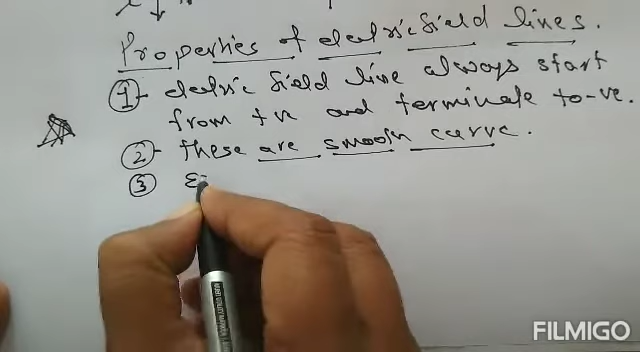 Properties of electric field lines.
① - electric field line always start
from +ve and terminate to -ve.
② - these are smooth curve.
③ E
FILMIGO